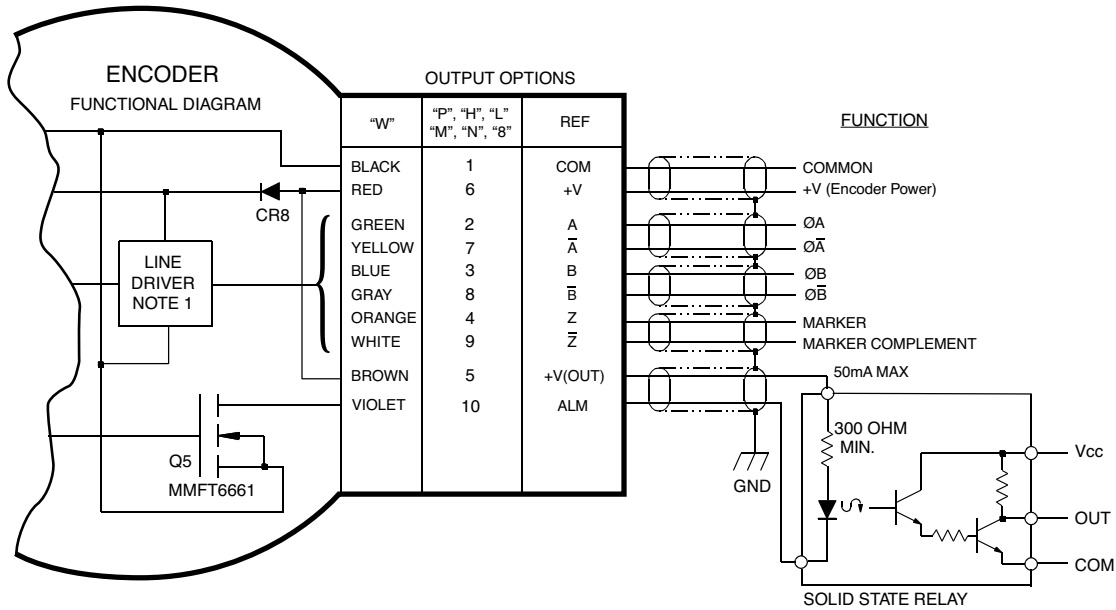 ENCODER
FUNCTIONAL DIAGRAM
OUTPUT OPTIONS
“W”
“P”, “H”, “L”
“M”, “N”, “8”
REF
FUNCTION
BLACK 1 COM COMMON
RED 6 +V +V (Encoder Power)
CR8
GREEN 2 A ØA
YELLOW 7 A̅ ØA̅
BLUE 3 B ØB
GRAY 8 B̅ ØB̅
ORANGE 4 Z MARKER
WHITE 9 Z̅ MARKER COMPLEMENT
LINE
DRIVER
NOTE 1
BROWN 5 +V(OUT) 50mA MAX
VIOLET 10 ALM
Q5
MMFT6661
GND
300 OHM
MIN.
Vcc
OUT
COM
SOLID STATE RELAY